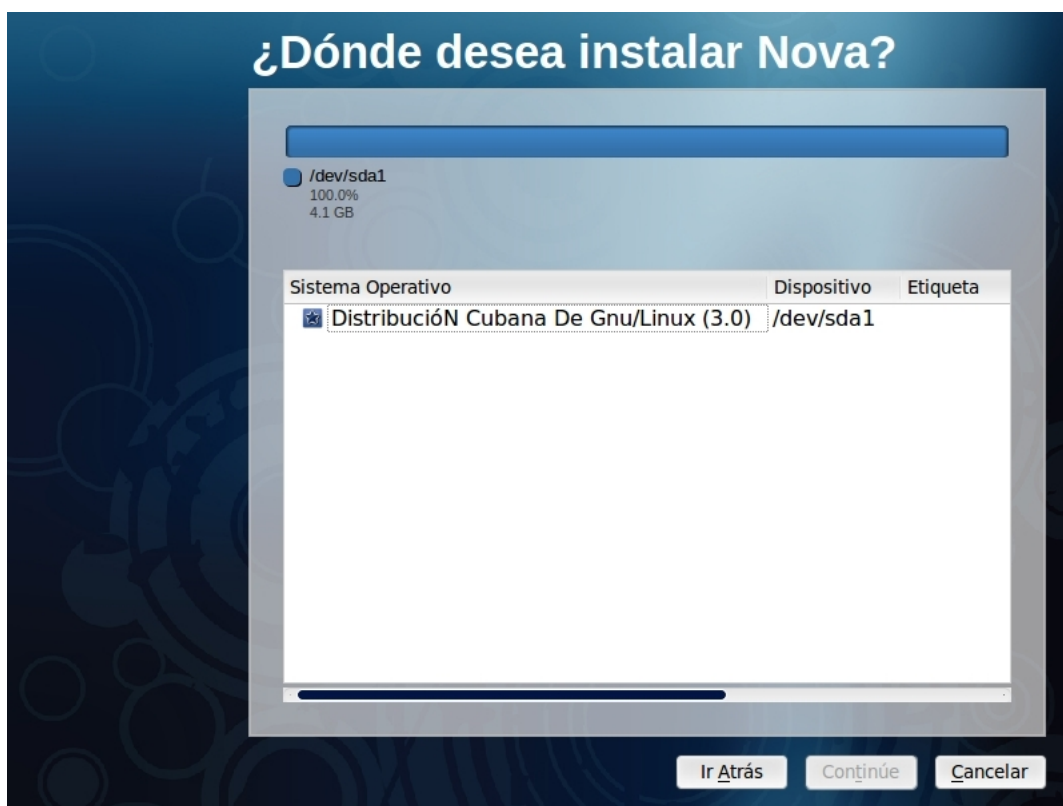 ¿Dónde desea instalar Nova?
/dev/sda1
100.0%
4.1 GB
Sistema Operativo Dispositivo Etiqueta
DistribucióN Cubana De Gnu/Linux (3.0) /dev/sda1
Ir Atrás Continúe Cancelar